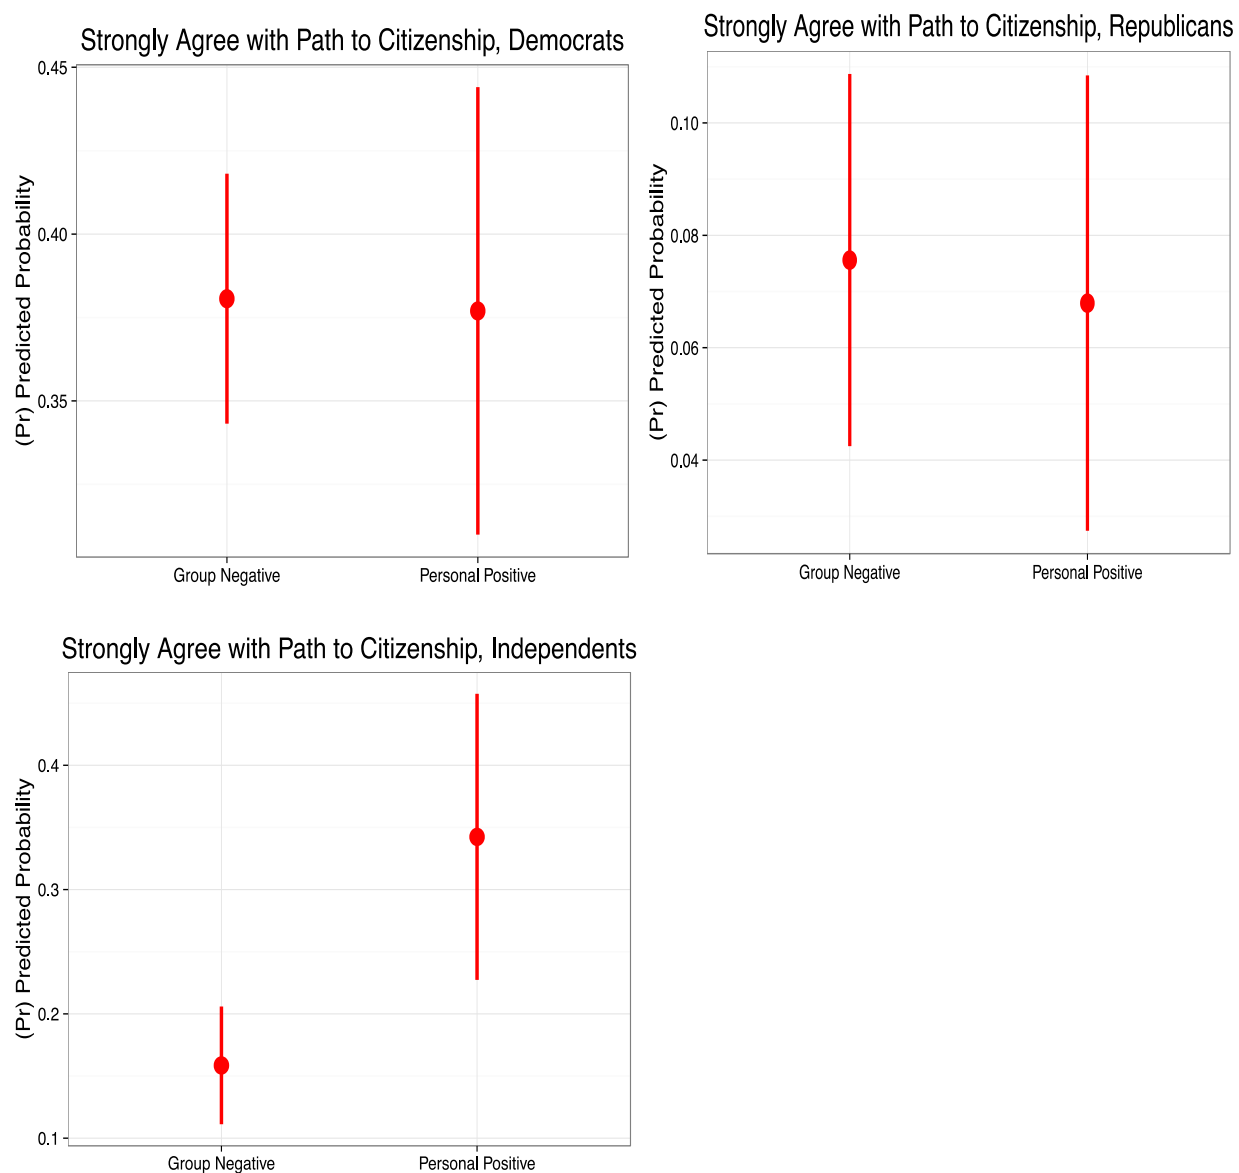 Strongly Agree with Path to Citizenship, Democrats
(Pr) Predicted Probability
0.45
0.40
0.35
Group Negative
Personal Positive
Strongly Agree with Path to Citizenship, Republicans
(Pr) Predicted Probability
0.10
0.08
0.06
0.04
Group Negative
Personal Positive
Strongly Agree with Path to Citizenship, Independents
(Pr) Predicted Probability
0.4
0.3
0.2
0.1
Group Negative
Personal Positive